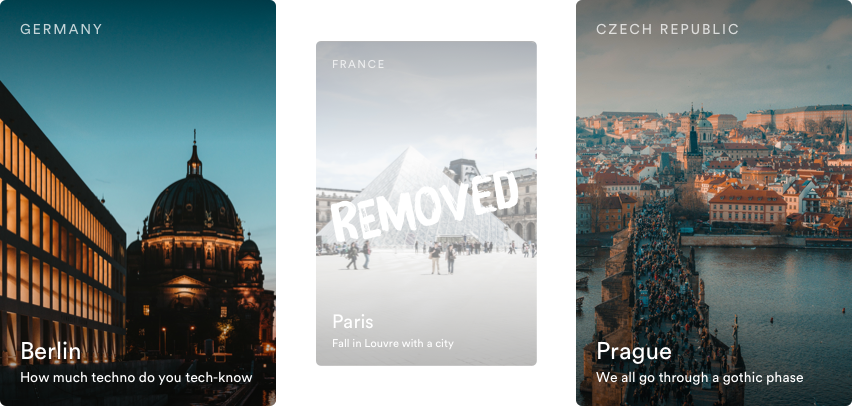 GERMANY
Berlin
How much techno do you tech-know
FRANCE
REMOVED
Paris
Fall in Louvre with a city
CZECH REPUBLIC
Prague
We all go through a gothic phase